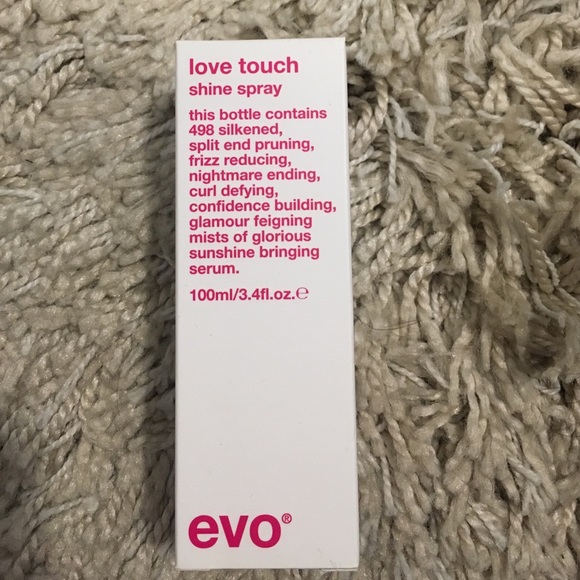 love touch
shine spray
this bottle contains
498 silkened,
split end pruning,
frizz reducing,
nightmare ending,
curl defying,
confidence building,
glamour feigning
mists of glorious
sunshine bringing
serum.
100ml/3.4fl.oz.℮
evo®